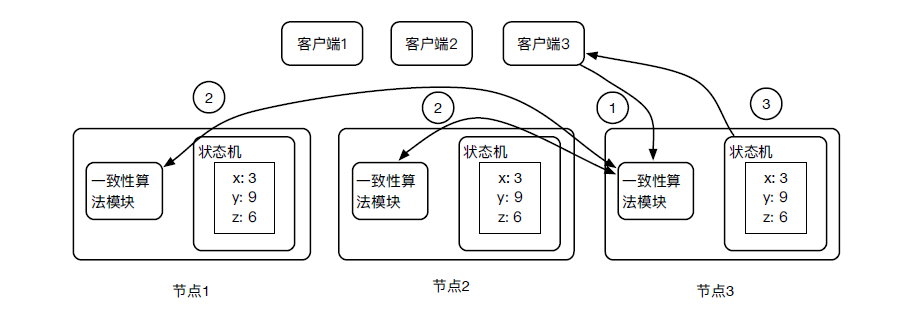 客户端1
客户端2
客户端3
2
2
1
3
状态机
x: 3
y: 9
z: 6
一致性算
法模块
节点1
状态机
x: 3
y: 9
z: 6
一致性算
法模块
节点2
状态机
x: 3
y: 9
z: 6
一致性算
法模块
节点3